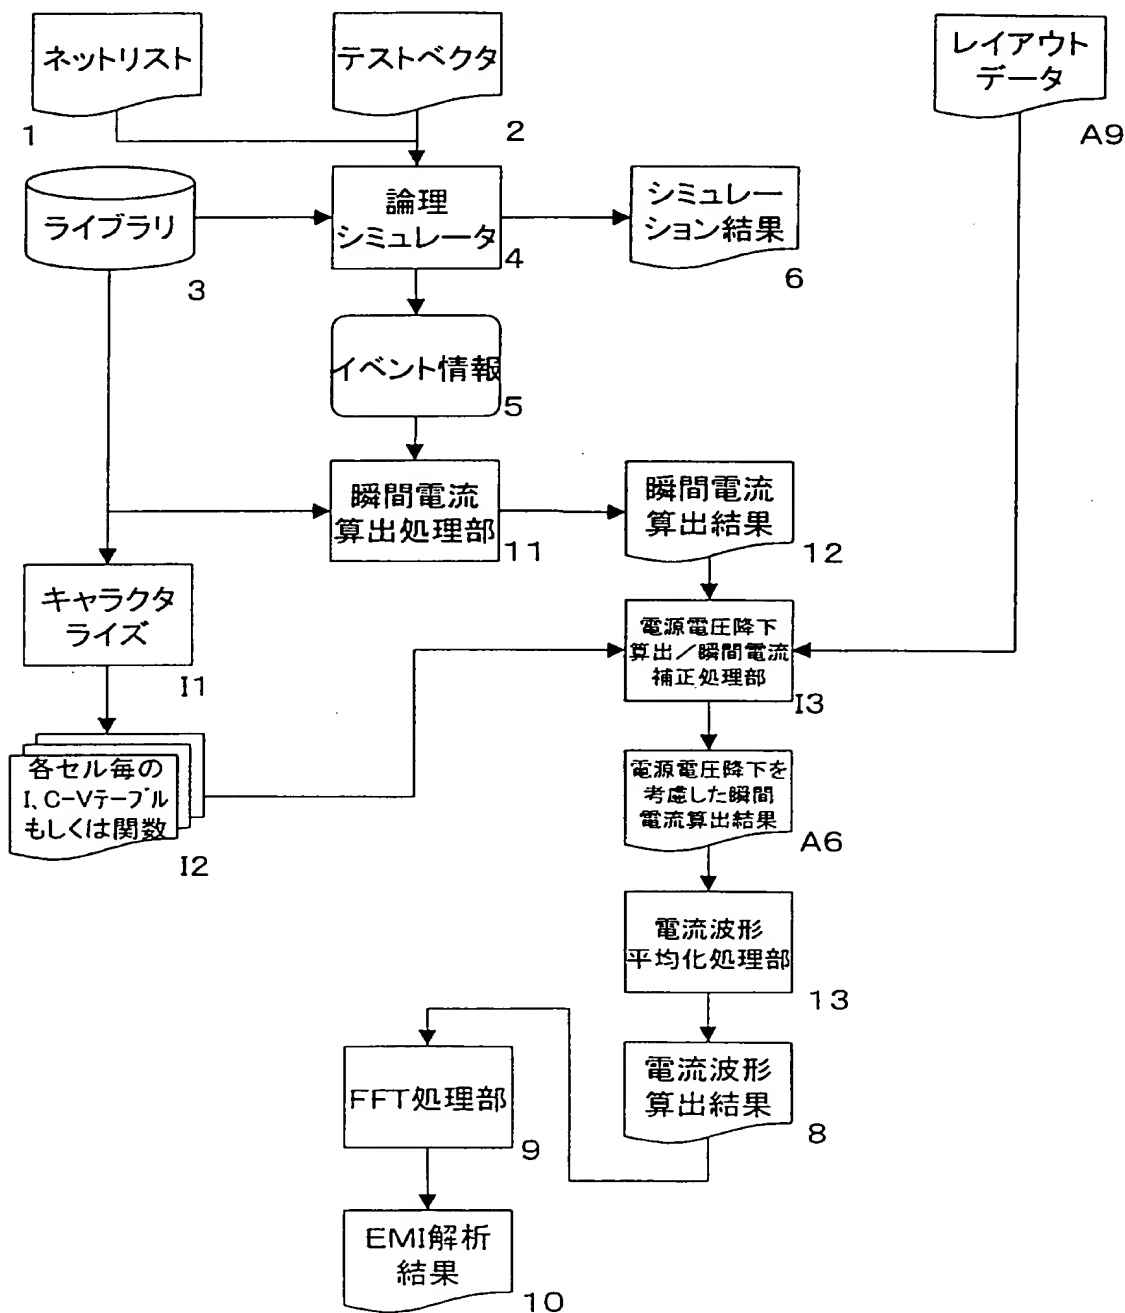 ネットリスト
1
テストベクタ
2
レイアウト
データ
A9
ライブラリ
3
論理
シミュレータ
4
シミュレー
ション結果
6
イベント情報
5
瞬間電流
算出処理部
11
瞬間電流
算出結果
12
キャラクタ
ライズ
I1
電源電圧降下
算出／瞬間電流
補正処理部
I3
各セル毎の
I、C-Vテーブル
もしくは関数
I2
電源電圧降下を
考慮した瞬間
電流算出結果
A6
電流波形
平均化処理部
13
FFT処理部
9
電流波形
算出結果
8
EMI解析
結果
10